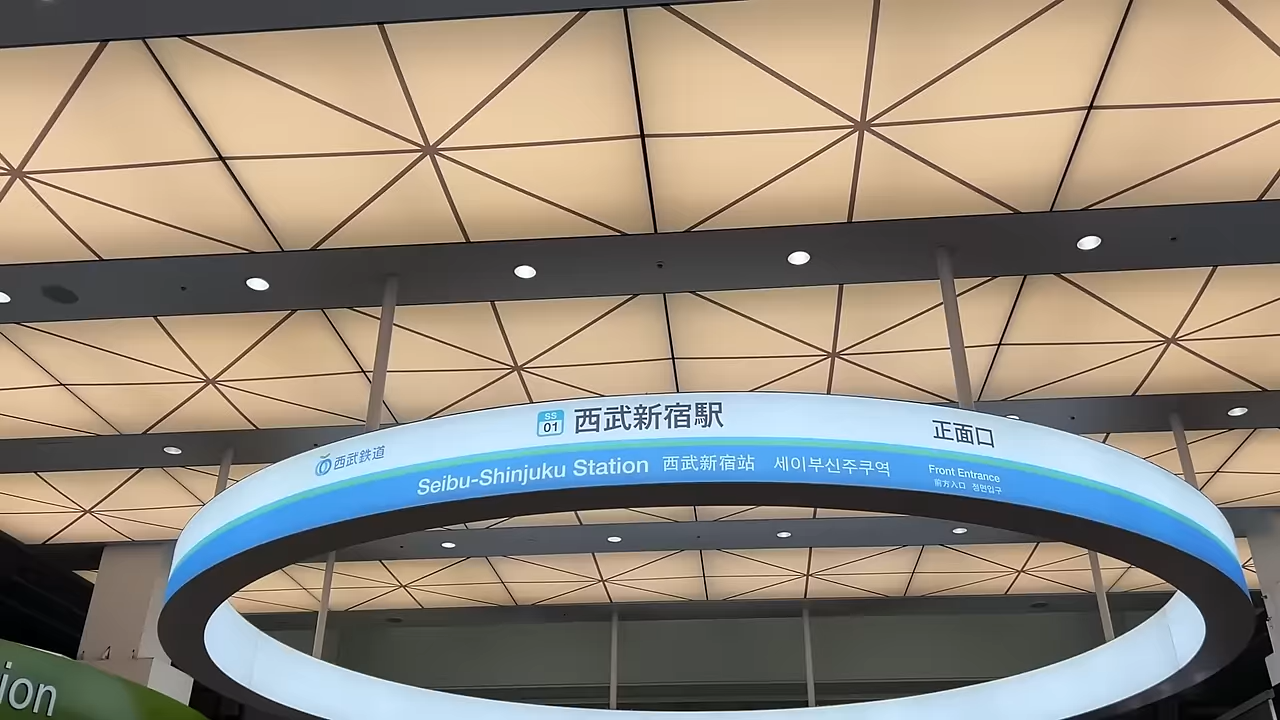 西武鉄道
SS
01
西武新宿駅
正面口
Seibu-Shinjuku Station 西武新宿站 세이부신주쿠역
Front Entrance
前方入口 정면입구
ion